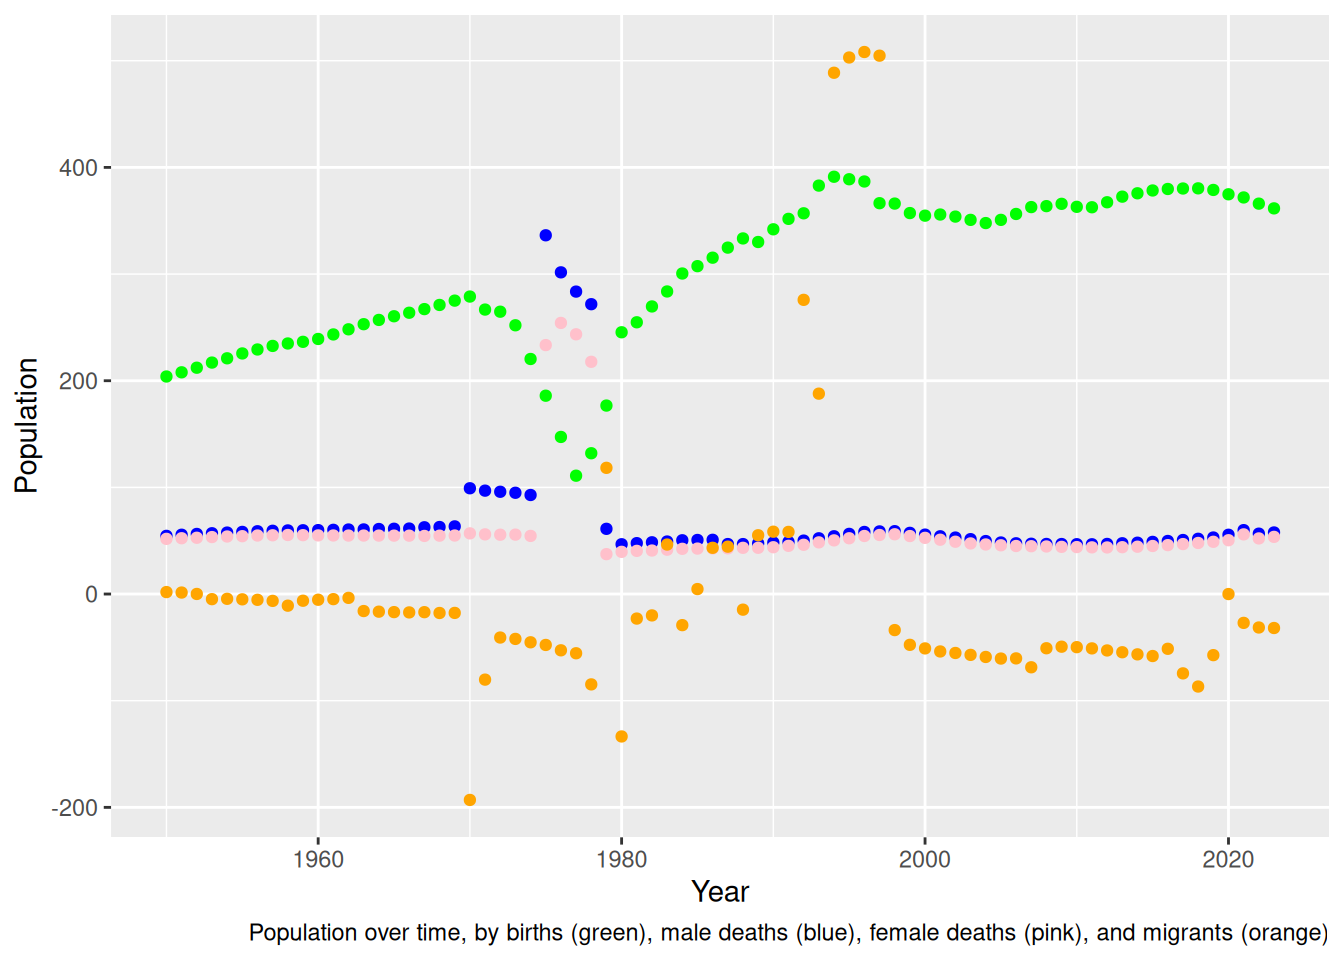 400
200
0
-200
Population
1960 1980 2000 2020
Year
Population over time, by births (green), male deaths (blue), female deaths (pink), and migrants (orange)